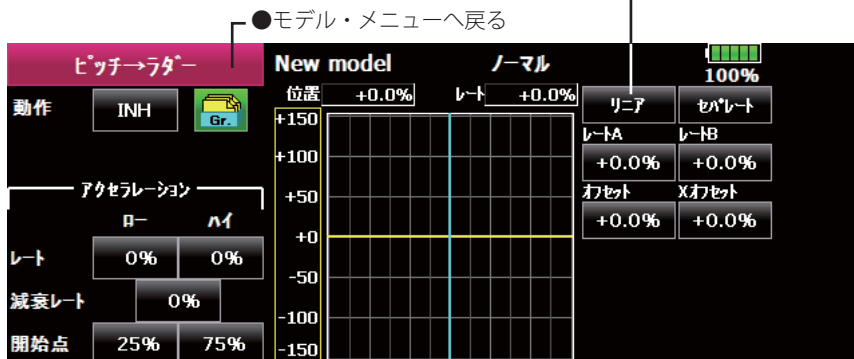 ●モデル・メニューへ戻る
ピッチ→ラダー New model ノーマル 100%
動作 INH Gr. 位置 +0.0% レート +0.0% リニア セパレート
+150
レートA レートB
+100 +0.0% +0.0%
アクセラレーション +50 オフセット Xオフセット
ロー ハイ +0.0% +0.0%
+0
レート 0% 0%
-50
減衰レート 0%
-100
開始点 25% 75%
-150